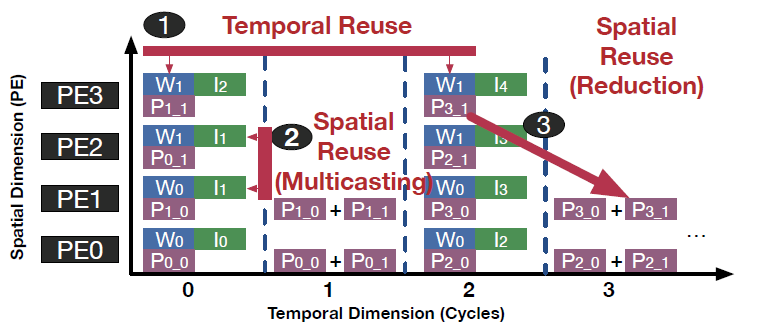 1 Temporal Reuse
Spatial
Reuse
(Reduction)
Spatial Dimension (PE)
PE3
W1 I2
P1_1
W1 I4
P3_1
PE2
W1 I1
P0_1
2 Spatial
Reuse
(Multicasting)
W1 I3
P2_1
3
PE1
W0 I1
P1_0
P1_0 + P1_1
W0 I3
P3_0
P3_0 + P3_1
...
PE0
W0 I0
P0_0
P0_0 + P0_1
W0 I2
P2_0
P2_0 + P2_1
0 1 2 3
Temporal Dimension (Cycles)